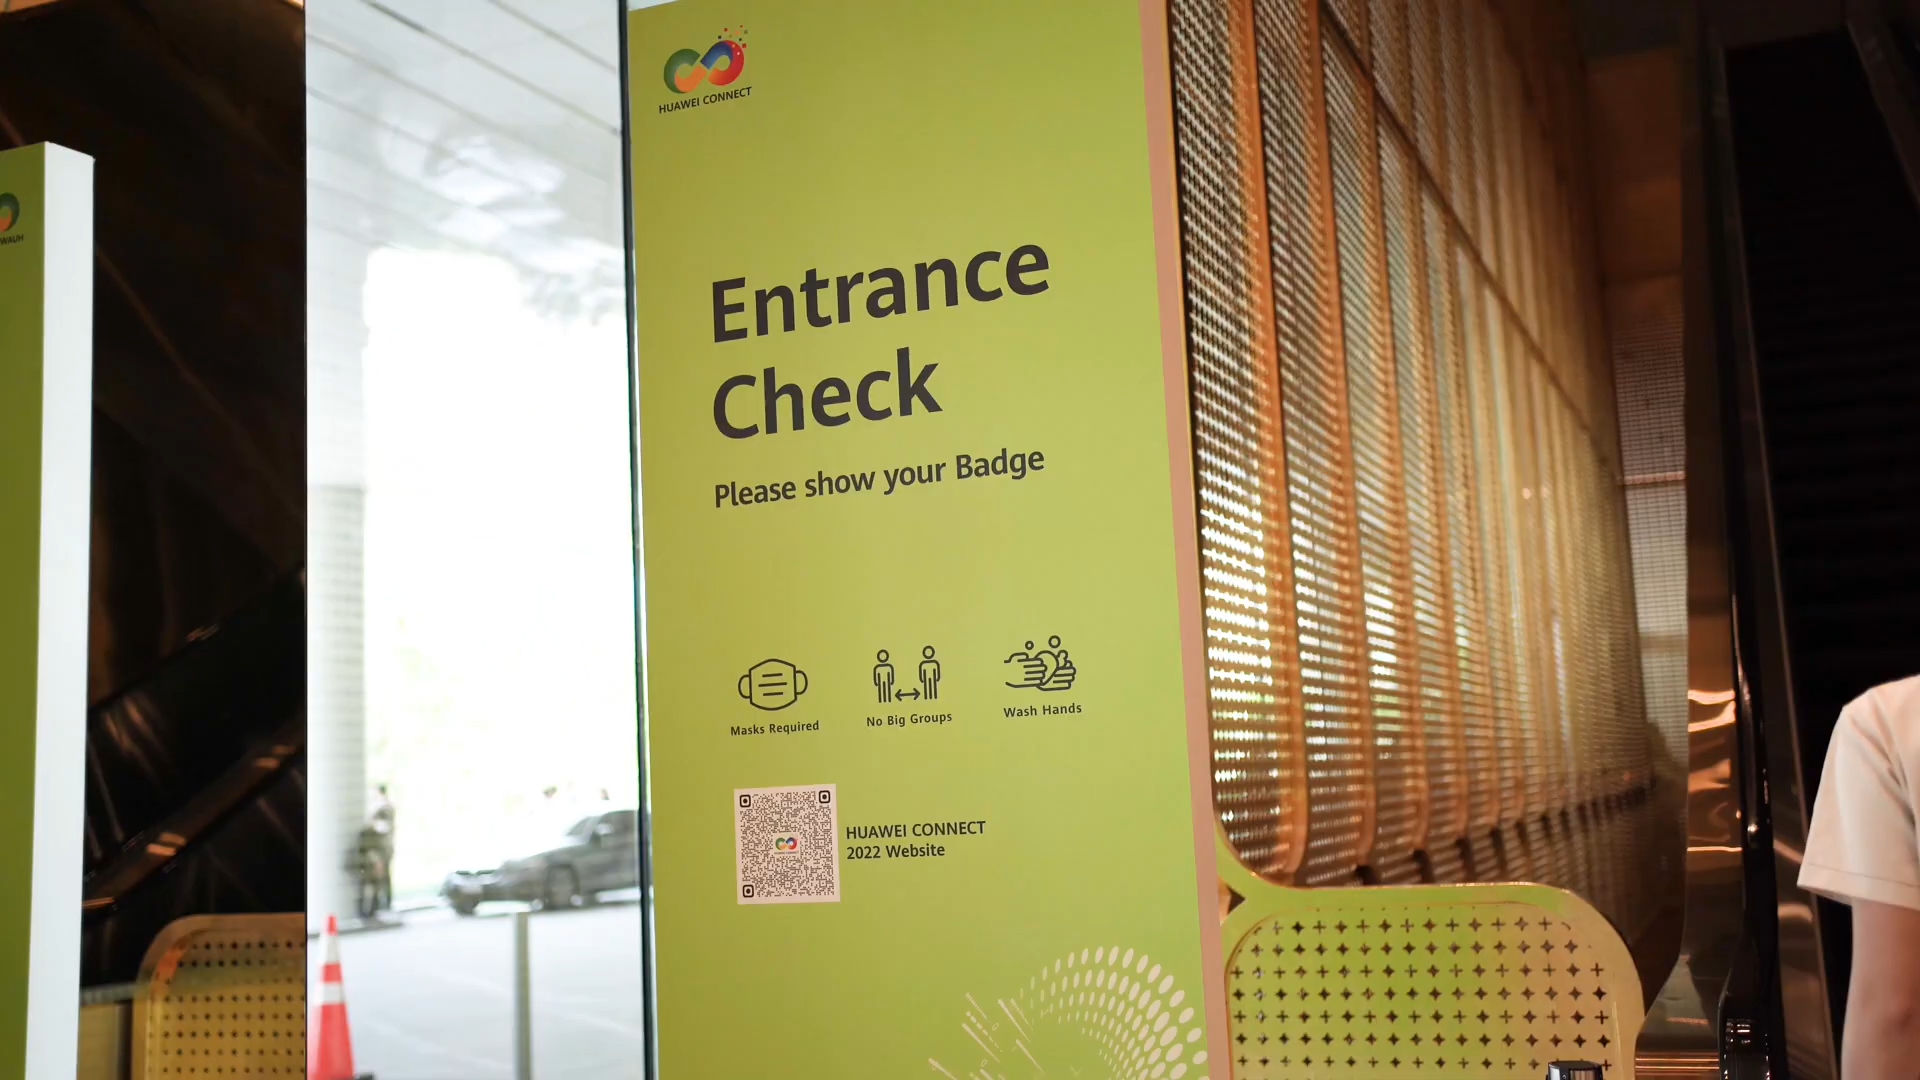 HUAWEI CONNECT
Entrance
Check
Please show your Badge
Masks Required
No Big Groups
Wash Hands
HUAWEI CONNECT
2022 Website